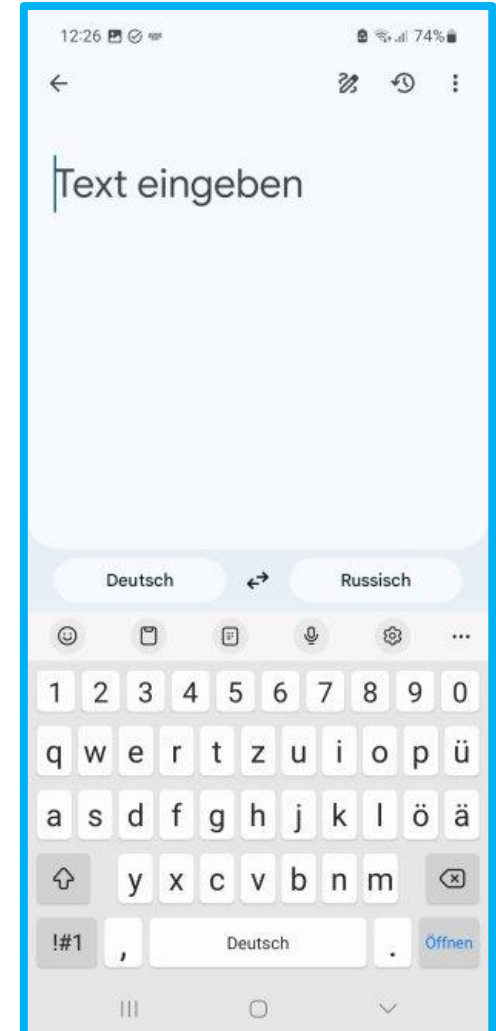 12:26 74%
Text eingeben
Deutsch Russisch
1 2 3 4 5 6 7 8 9 0
q w e r t z u i o p ü
a s d f g h j k l ö ä
y x c v b n m
!#1 , Deutsch . Öffnen